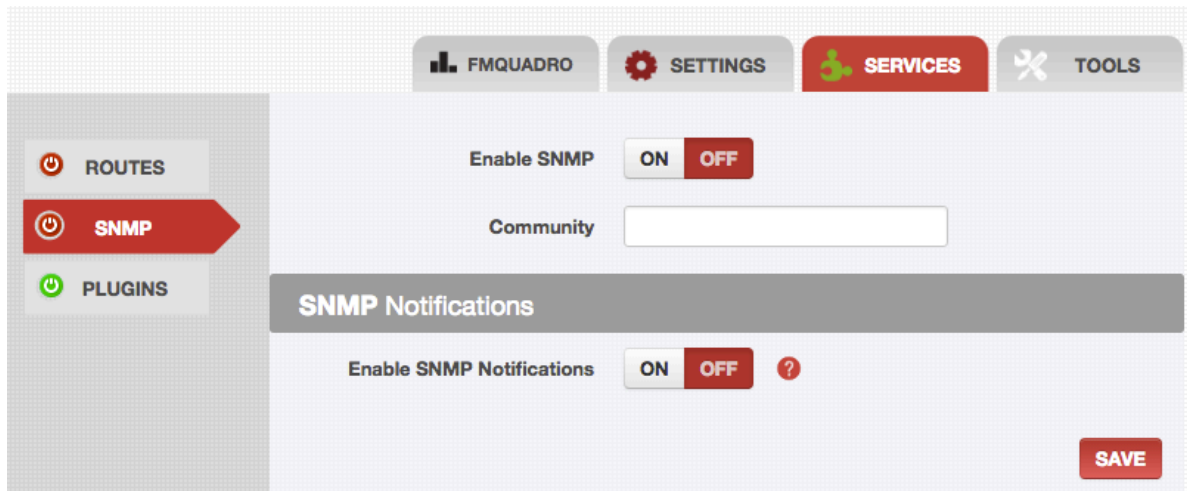 FMQUADRO SETTINGS SERVICES TOOLS
ROUTES
SNMP
PLUGINS
Enable SNMP ON OFF
Community
SNMP Notifications
Enable SNMP Notifications ON OFF ?
SAVE